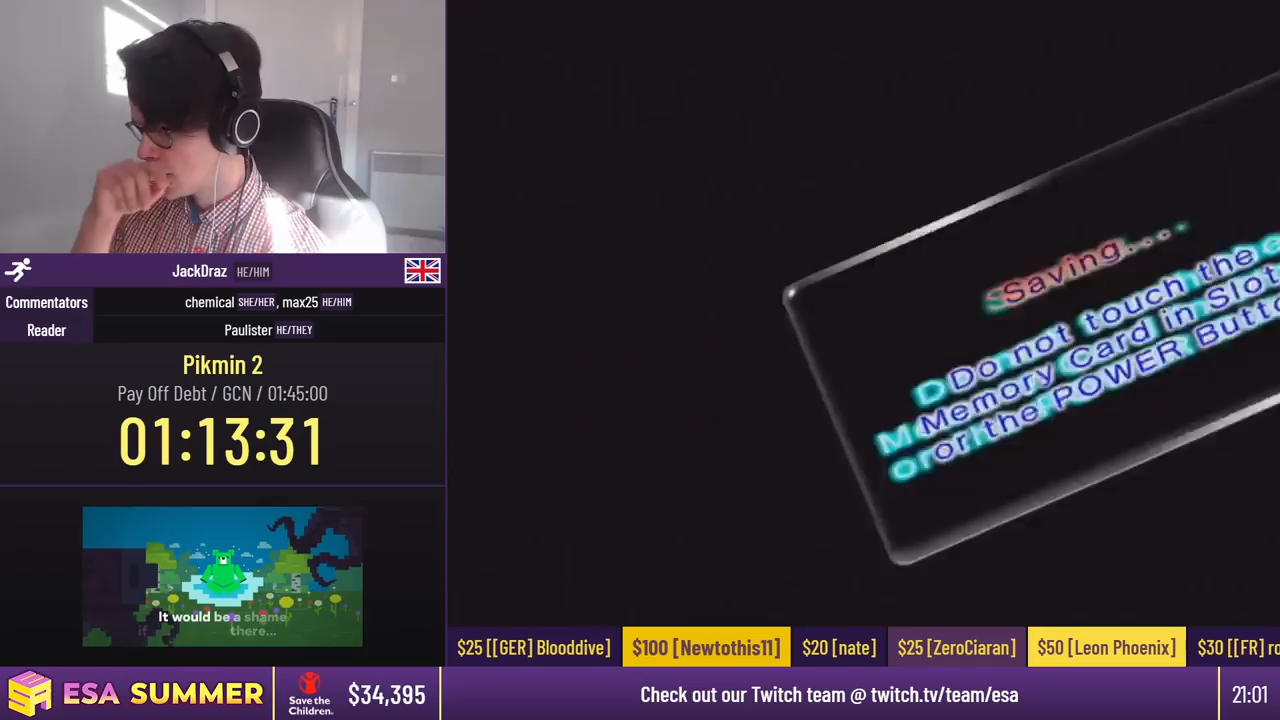 Saving....
Do not touch the
Memory Card in Slot
or the POWER Butto
JackDraz HE/HIM
Commentators chemical SHE/HER, max25 HE/HIM
Reader Paulister HE/THEY
Pikmin 2
Pay Off Debt / GCN / 01:45:00
01:13:31
It would be a shame
if there...
$25 [[GER] Blooddive] $100 [Newtothis11] $20 [nate] $25 [ZeroCiaran] $50 [Leon Phoenix] $30 [[FR] ro
ESA SUMMER Save the Children. $34,395 Check out our Twitch team @ twitch.tv/team/esa 21:01